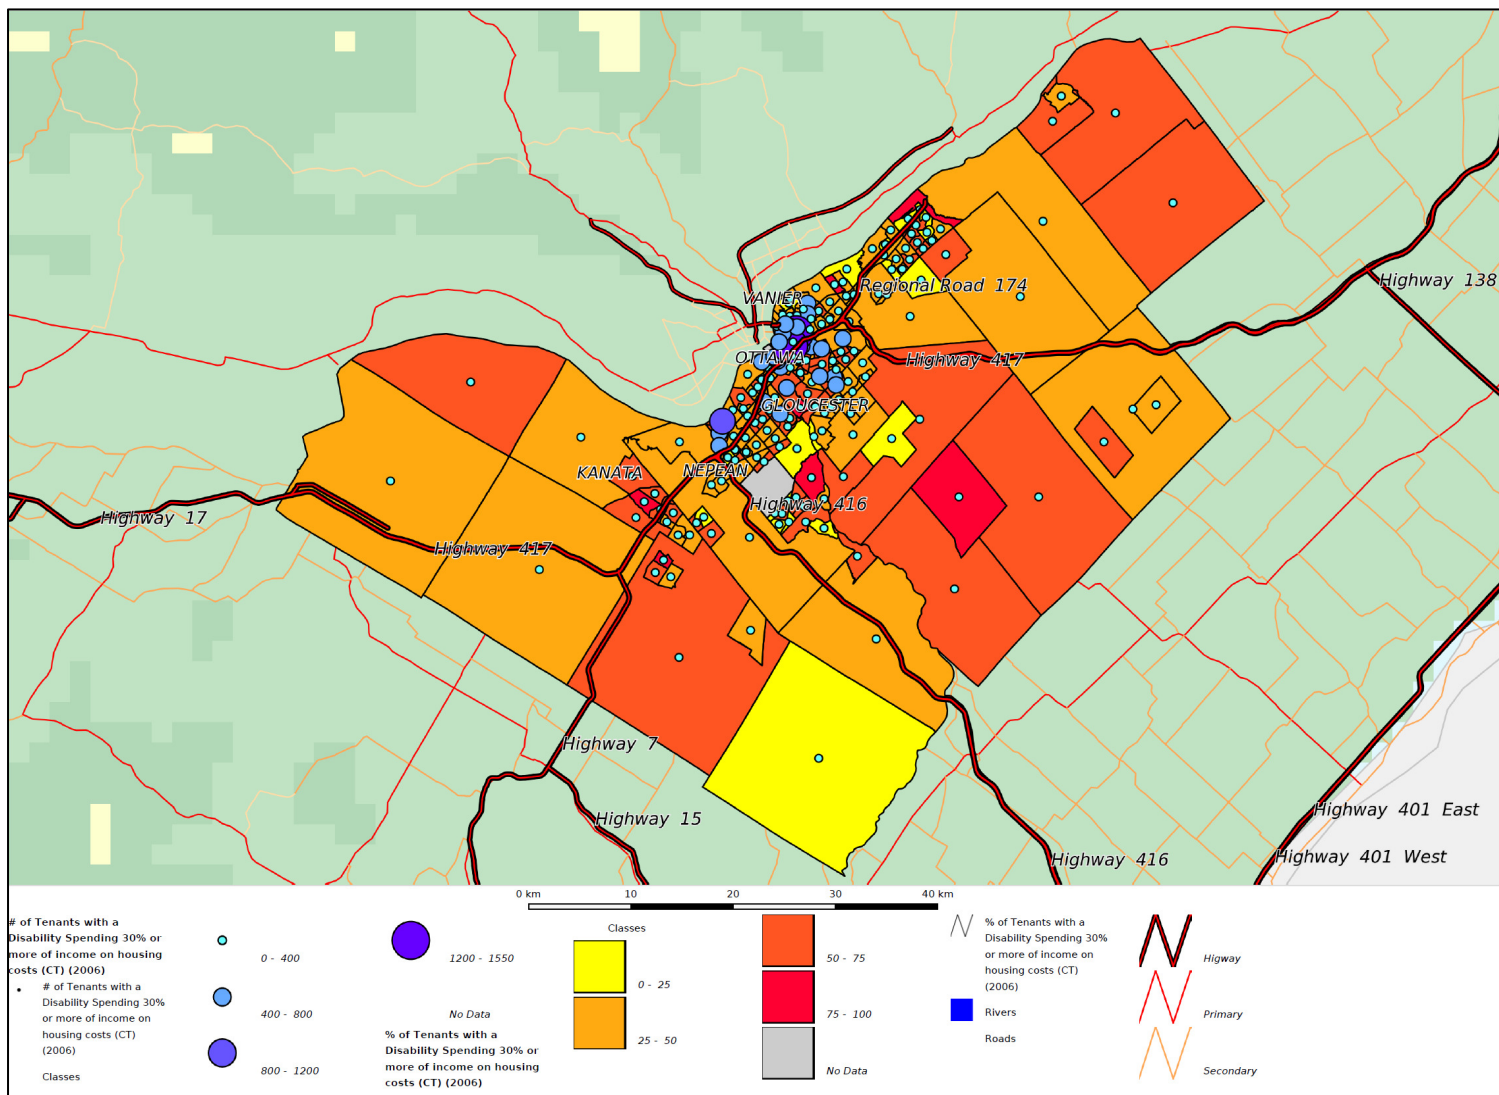 VANIER
Regional Road 174
Highway 138
OTTAWA
Highway 417
GLOUCESTER
KANATA
NEPEAN
Highway 416
Highway 17
Highway 417
Highway 7
Highway 15
Highway 401 East
Highway 401 West
Highway 416
0 km
10
20
30
40 km
# of Tenants with a
Disability Spending 30% or
more of income on housing
costs (CT) (2006)
# of Tenants with a
Disability Spending 30%
or more of income on
housing costs (CT)
(2006)
Classes
0 - 400
400 - 800
800 - 1200
1200 - 1550
No Data
% of Tenants with a
Disability Spending 30% or
more of income on housing
costs (CT) (2006)
Classes
0 - 25
25 - 50
50 - 75
75 - 100
No Data
% of Tenants with a
Disability Spending 30%
or more of income on
housing costs (CT)
(2006)
Rivers
Roads
Higway
Primary
Secondary